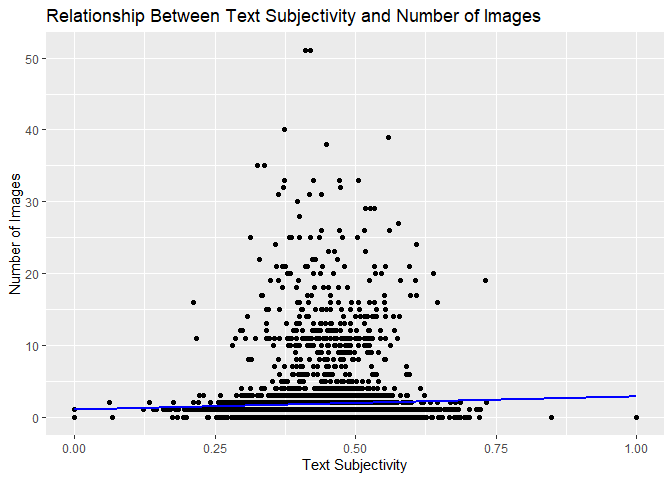 Relationship Between Text Subjectivity and Number of Images
50
40
30
20
10
0
Number of Images
0.00 0.25 0.50 0.75 1.00
Text Subjectivity